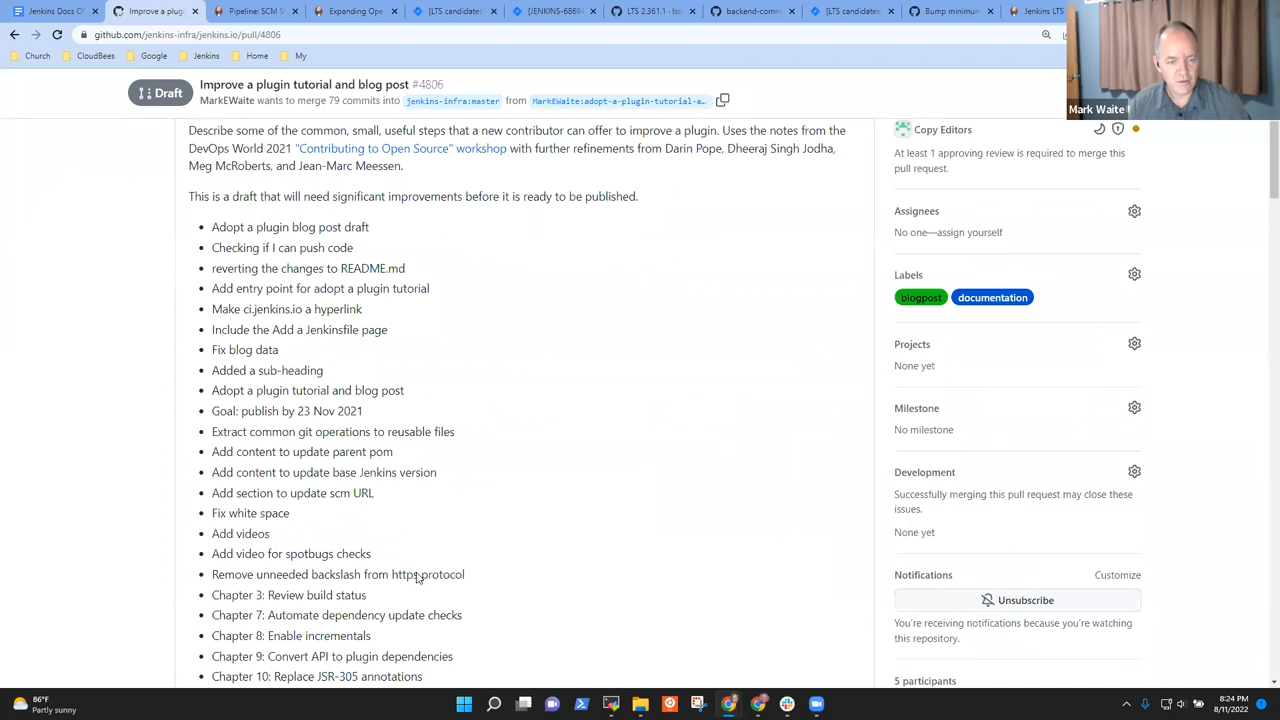 Jenkins Docs Of
Improve a plug
Pipeline: SCM S
Expanding Ope
[LTS candidates
[JENKINS-68694
LTS 2.361.1 - Iss
backend-comm
[LTS candidates
Bump minimum
Jenkins LTS
github.com/jenkins-infra/jenkins.io/pull/4806
Church
CloudBees
Google
Jenkins
Home
My
Draft
Improve a plugin tutorial and blog post #4806
MarkEWaite wants to merge 79 commits into jenkins-infra:master from MarkEWaite:adopt-a-plugin-tutorial-a…
Mark Waite
Describe some of the common, small, useful steps that a new contributor can offer to improve a plugin. Uses the notes from the
DevOps World 2021 "Contributing to Open Source" workshop with further refinements from Darin Pope, Dheeraj Singh Jodha,
Meg McRoberts, and Jean-Marc Meessen.
This is a draft that will need significant improvements before it is ready to be published.
• Adopt a plugin blog post draft
• Checking if I can push code
• reverting the changes to README.md
• Add entry point for adopt a plugin tutorial
• Make ci.jenkins.io a hyperlink
• Include the Add a Jenkinsfile page
• Fix blog data
• Added a sub-heading
• Adopt a plugin tutorial and blog post
• Goal: publish by 23 Nov 2021
• Extract common git operations to reusable files
• Add content to update parent pom
• Add content to update base Jenkins version
• Add section to update scm URL
• Fix white space
• Add videos
• Add video for spotbugs checks
• Remove unneeded backslash from https protocol
• Chapter 3: Review build status
• Chapter 7: Automate dependency update checks
• Chapter 8: Enable incrementals
• Chapter 9: Convert API to plugin dependencies
• Chapter 10: Replace JSR-305 annotations
Copy Editors
At least 1 approving review is required to merge this
pull request.
Assignees
No one—assign yourself
Labels
blogpost
documentation
Projects
None yet
Milestone
No milestone
Development
Successfully merging this pull request may close these
issues.
None yet
Notifications
Customize
Unsubscribe
You're receiving notifications because you're watching
this repository.
5 participants
86°F
Partly sunny
8:24 PM
8/11/2022